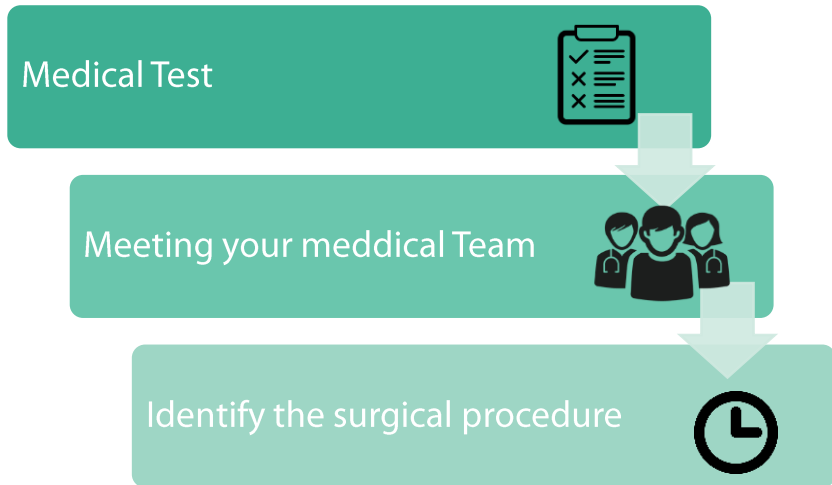 Medical Test
Meeting your meddical Team
Identify the surgical procedure